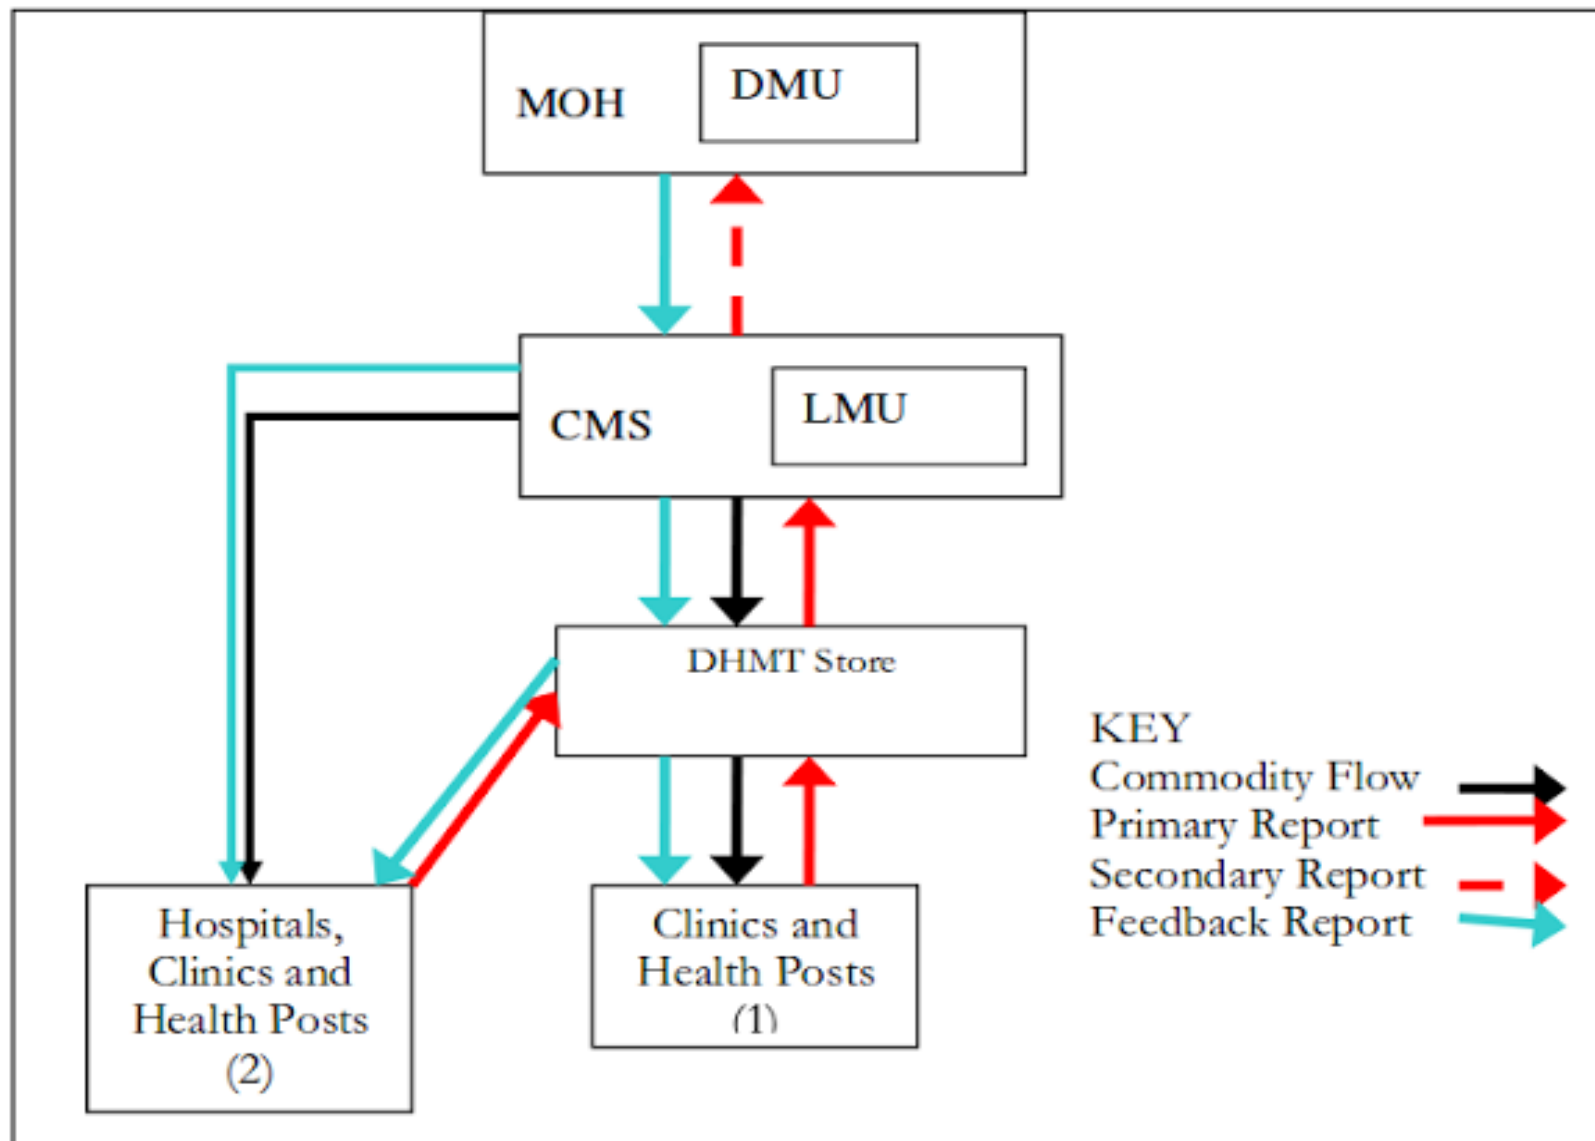 MOH
DMU
CMS
LMU
DHMT Store
Hospitals,
Clinics and
Health Posts
(2)
Clinics and
Health Posts
(1)
KEY
Commodity Flow
Primary Report
Secondary Report
Feedback Report